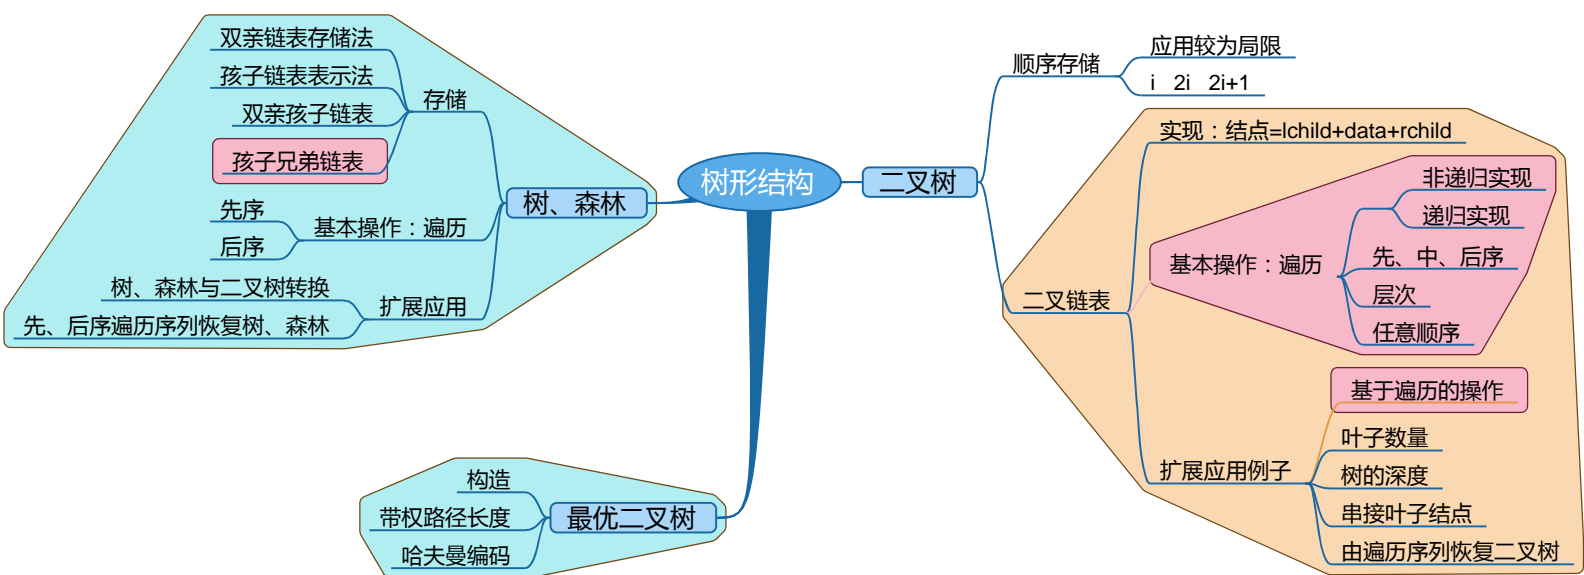 树形结构
二叉树
顺序存储
应用较为局限
i 2i 2i+1
二叉链表
实现：结点=lchild+data+rchild
基本操作：遍历
非递归实现
递归实现
先、中、后序
层次
任意顺序
扩展应用例子
基于遍历的操作
叶子数量
树的深度
串接叶子结点
由遍历序列恢复二叉树
树、森林
存储
双亲链表存储法
孩子链表表示法
双亲孩子链表
孩子兄弟链表
基本操作：遍历
先序
后序
扩展应用
树、森林与二叉树转换
先、后序遍历序列恢复树、森林
最优二叉树
构造
带权路径长度
哈夫曼编码